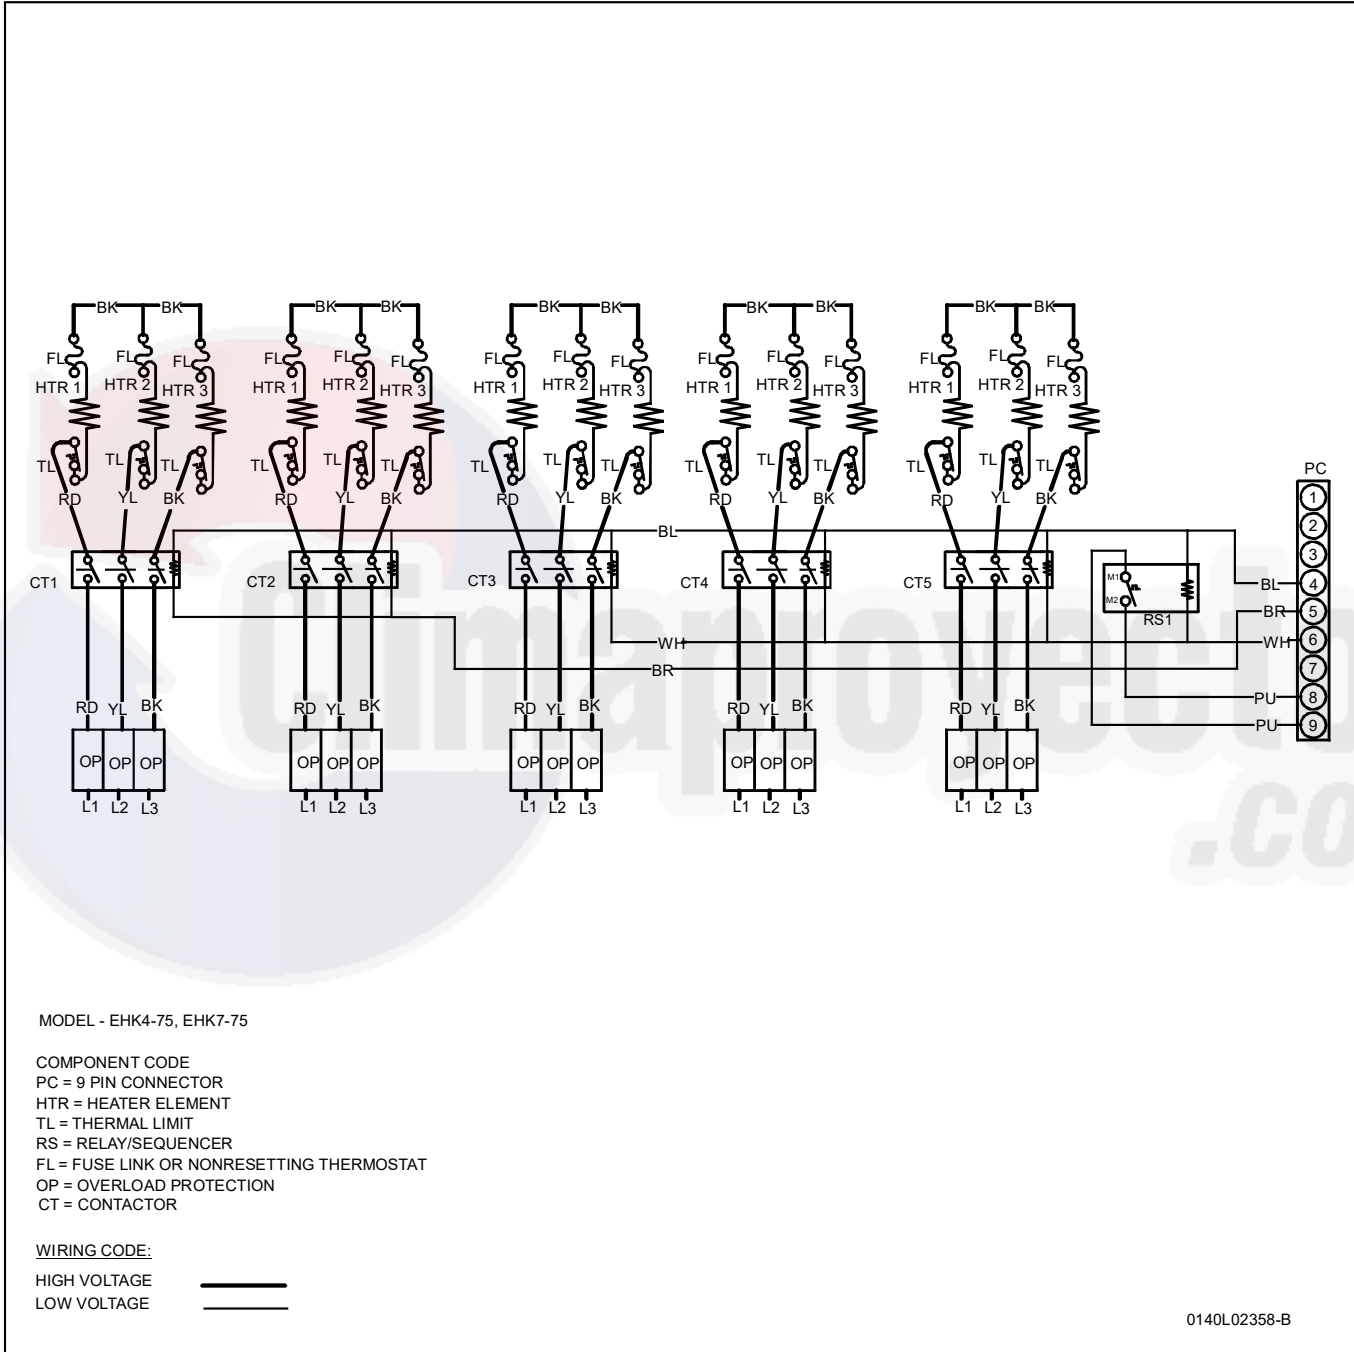 BK BK BK BK BK BK BK BK BK BK
FL FL FL FL FL FL FL FL FL FL FL FL FL FL FL
HTR 1 HTR 2 HTR 3 HTR 1 HTR 2 HTR 3 HTR 1 HTR 2 HTR 3 HTR 1 HTR 2 HTR 3 HTR 1 HTR 2 HTR 3
TL TL TL TL TL TL TL TL TL TL TL TL TL TL TL
RD YL BK RD YL BK RD YL BK RD YL BK RD YL BK
PC
1
2
3
4
5
6
7
8
9
BL
CT1 CT2 CT3 CT4 CT5
M1
M2
RS1
BL
BR
WH WH
BR
PU
PU
RD YL BK RD YL BK RD YL BK RD YL BK RD YL BK
OP OP OP OP OP OP OP OP OP OP OP OP OP OP OP
L1 L2 L3 L1 L2 L3 L1 L2 L3 L1 L2 L3 L1 L2 L3
Climaproyecto
.co
MODEL - EHK4-75, EHK7-75
COMPONENT CODE
PC = 9 PIN CONNECTOR
HTR = HEATER ELEMENT
TL = THERMAL LIMIT
RS = RELAY/SEQUENCER
FL = FUSE LINK OR NONRESETTING THERMOSTAT
OP = OVERLOAD PROTECTION
CT = CONTACTOR
WIRING CODE:
HIGH VOLTAGE
LOW VOLTAGE
0140L02358-B